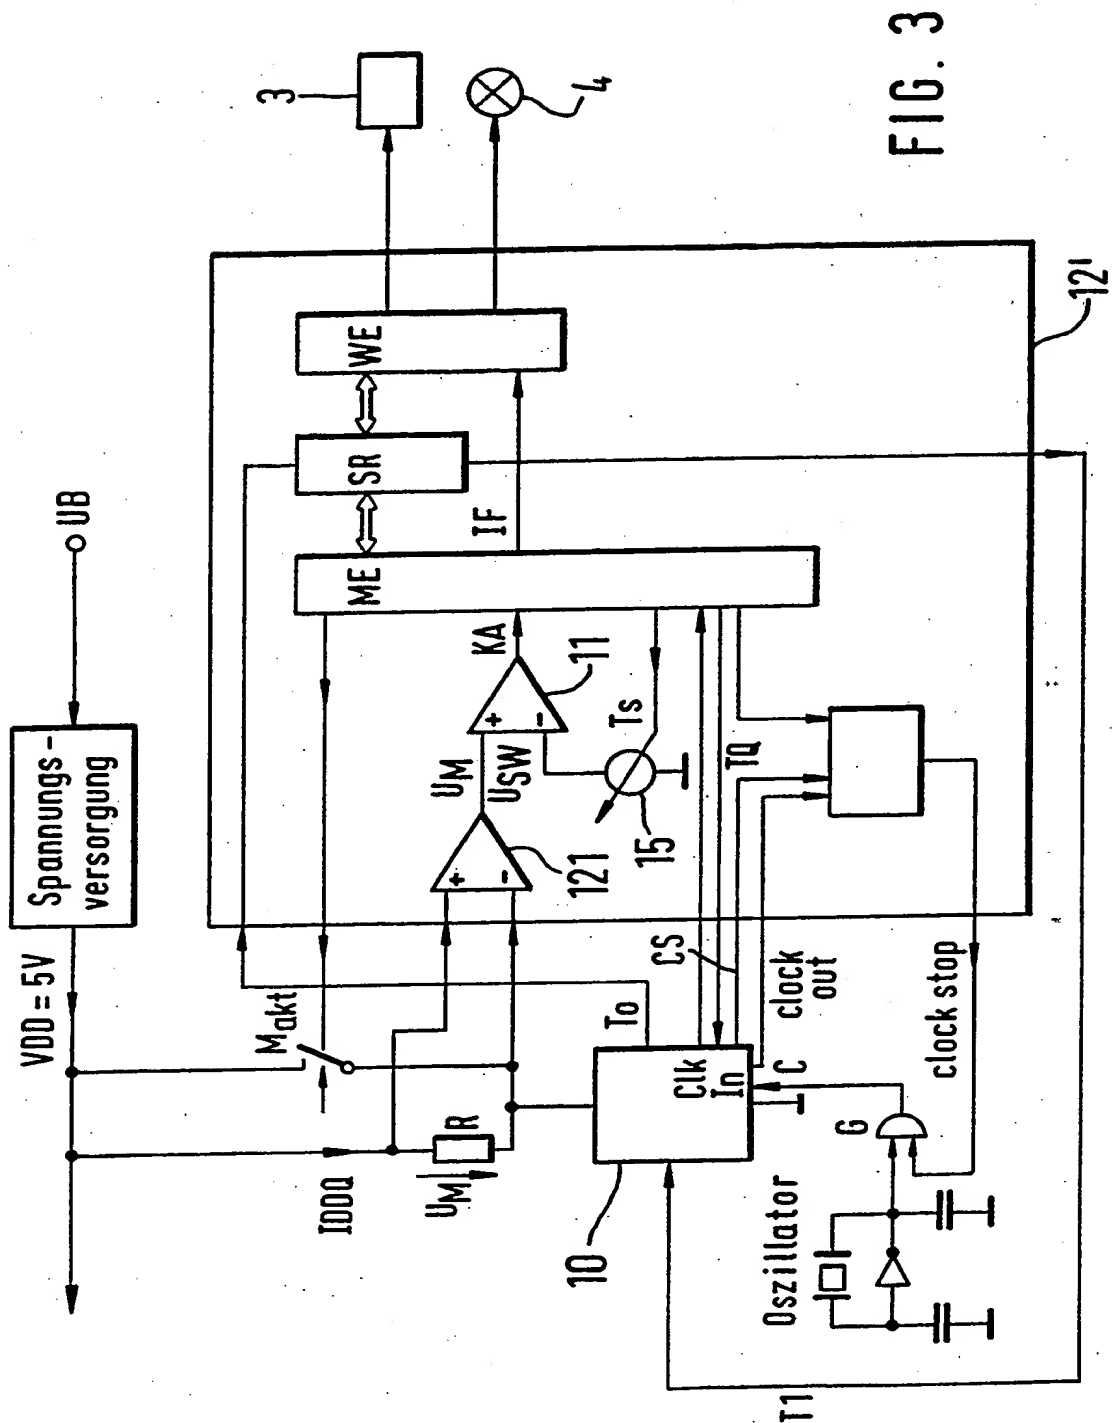 UB
Spannungs-
versorgung
VDD = 5V
3
4
WE
SR
ME
IF
KA
11
UM
USW
+
-
+
-
121
Ts
15
TQ
Makt
IDDQ
R
UM
To
CS
clock
out
Clk
In
C
10
G
clock stop
Oszillator
T1
12'
FIG. 3